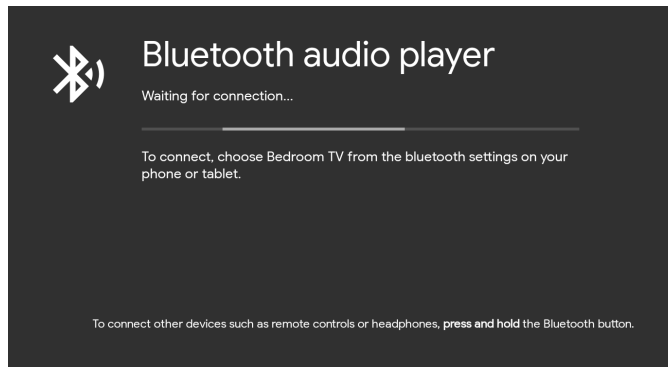 Bluetooth audio player
Waiting for connection...
To connect, choose Bedroom TV from the bluetooth settings on your
phone or tablet.
To connect other devices such as remote controls or headphones, press and hold the Bluetooth button.